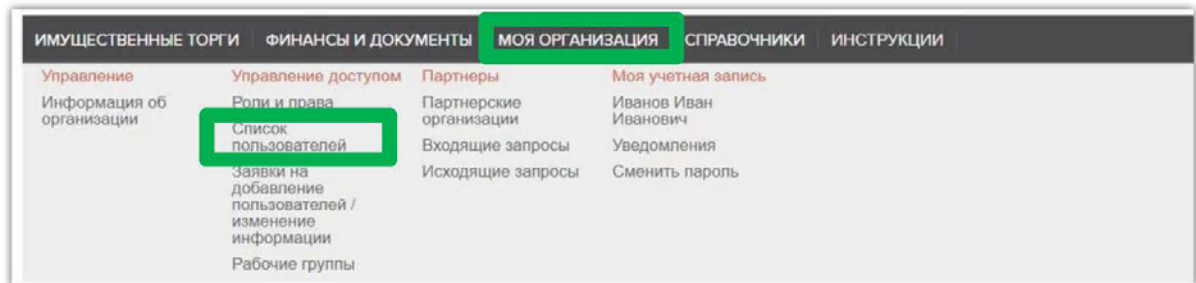 ИМУЩЕСТВЕННЫЕ ТОРГИ ФИНАНСЫ И ДОКУМЕНТЫ МОЯ ОРГАНИЗАЦИЯ СПРАВОЧНИКИ ИНСТРУКЦИИ
Управление
Информация об
организации
Управление доступом
Роли и права
Список
пользователей
Заявки на
добавление
пользователей /
изменение
информации
Рабочие группы
Партнеры
Партнерские
организации
Входящие запросы
Исходящие запросы
Моя учетная запись
Иванов Иван
Иванович
Уведомления
Сменить пароль